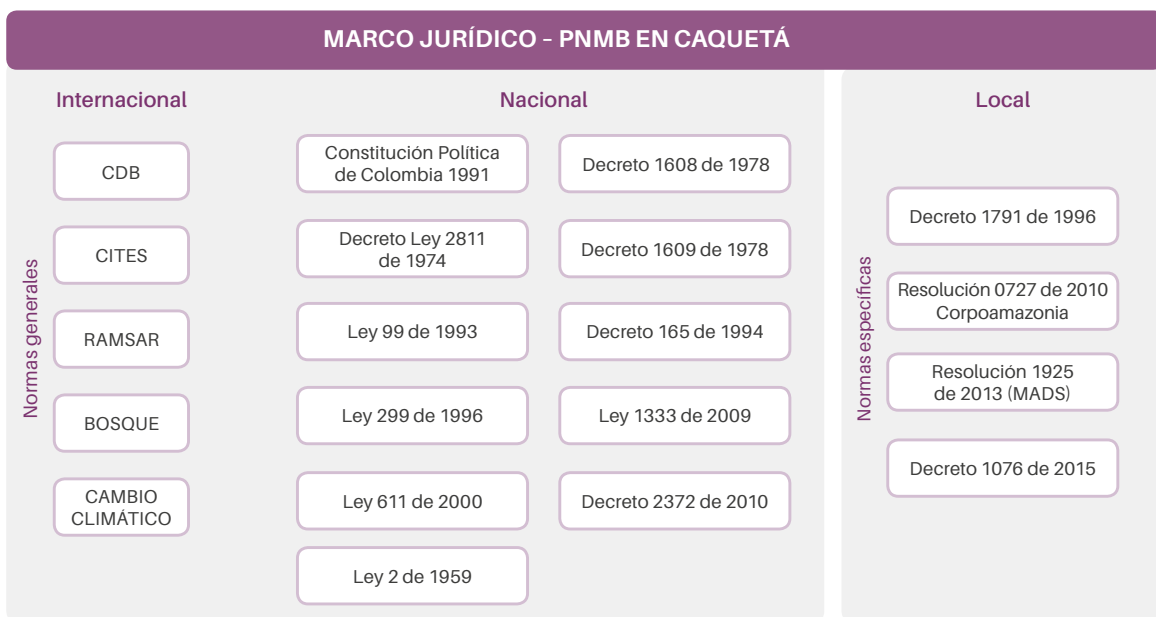 MARCO JURÍDICO – PNMB EN CAQUETÁ
Internacional
Nacional
Local
Normas generales
CDB
CITES
RAMSAR
BOSQUE
CAMBIO
CLIMÁTICO
Constitución Política
de Colombia 1991
Decreto Ley 2811
de 1974
Ley 99 de 1993
Ley 299 de 1996
Ley 611 de 2000
Ley 2 de 1959
Decreto 1608 de 1978
Decreto 1609 de 1978
Decreto 165 de 1994
Ley 1333 de 2009
Decreto 2372 de 2010
Normas específicas
Decreto 1791 de 1996
Resolución 0727 de 2010
Corpoamazonia
Resolución 1925
de 2013 (MADS)
Decreto 1076 de 2015